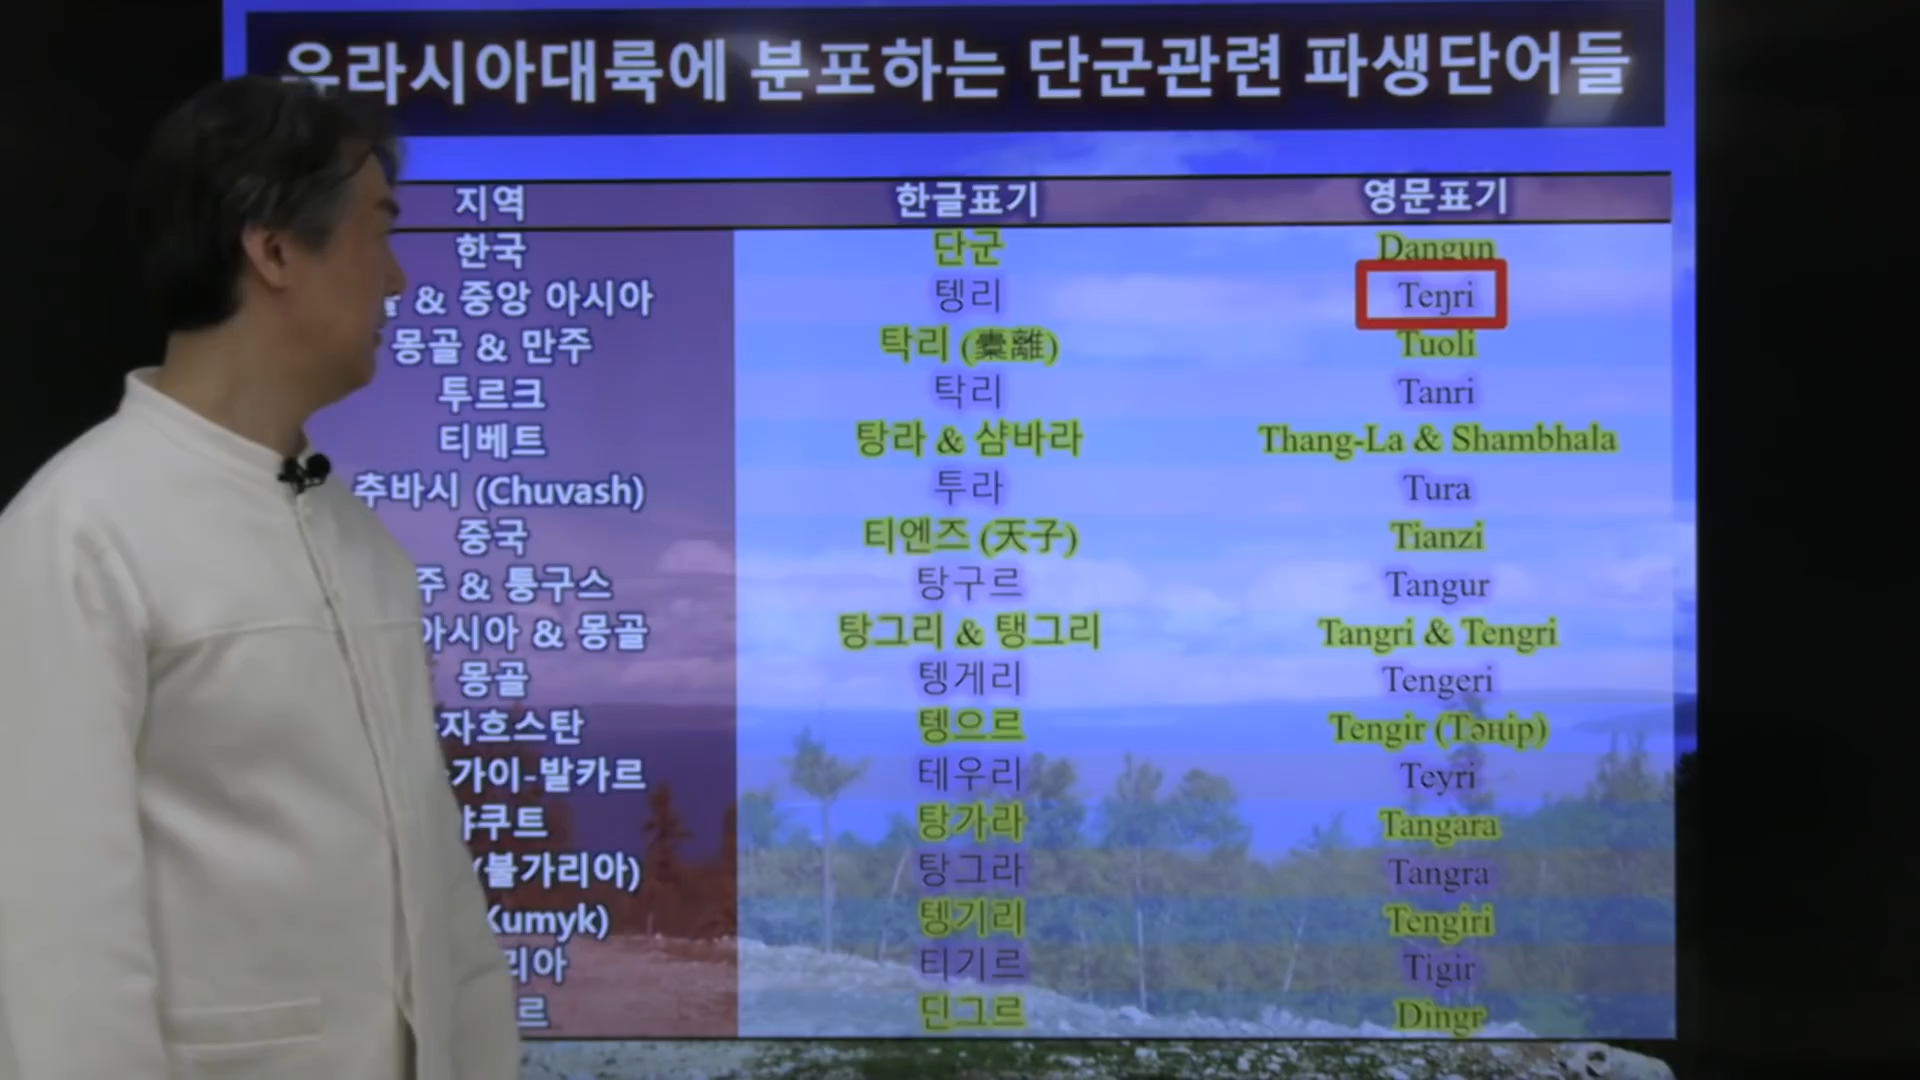 우라시아대륙에 분포하는 단군관련 파생단어들
지역 한글표기 영문표기
한국 단군 Dangun
& 중앙 아시아 텡리 Teŋri
몽골 & 만주 탁리 (橐離) Tuoli
투르크 탁리 Tanri
티베트 탕라 & 샴바라 Thang-La & Shambhala
추바시 (Chuvash) 투라 Tura
중국 티엔즈 (天子) Tianzi
주 & 퉁구스 탕구르 Tangur
아시아 & 몽골 탕그리 & 탱그리 Tangri & Tengri
몽골 텡게리 Tengeri
자흐스탄 텡으르 Tengir (Тәңір)
가이-발카르 테우리 Teyri
야쿠트 탕가라 Tangara
(불가리아) 탕그라 Tangra
Kumyk) 텡기리 Tengiri
리아 티기르 Tigir
르 딘그르 Dingr